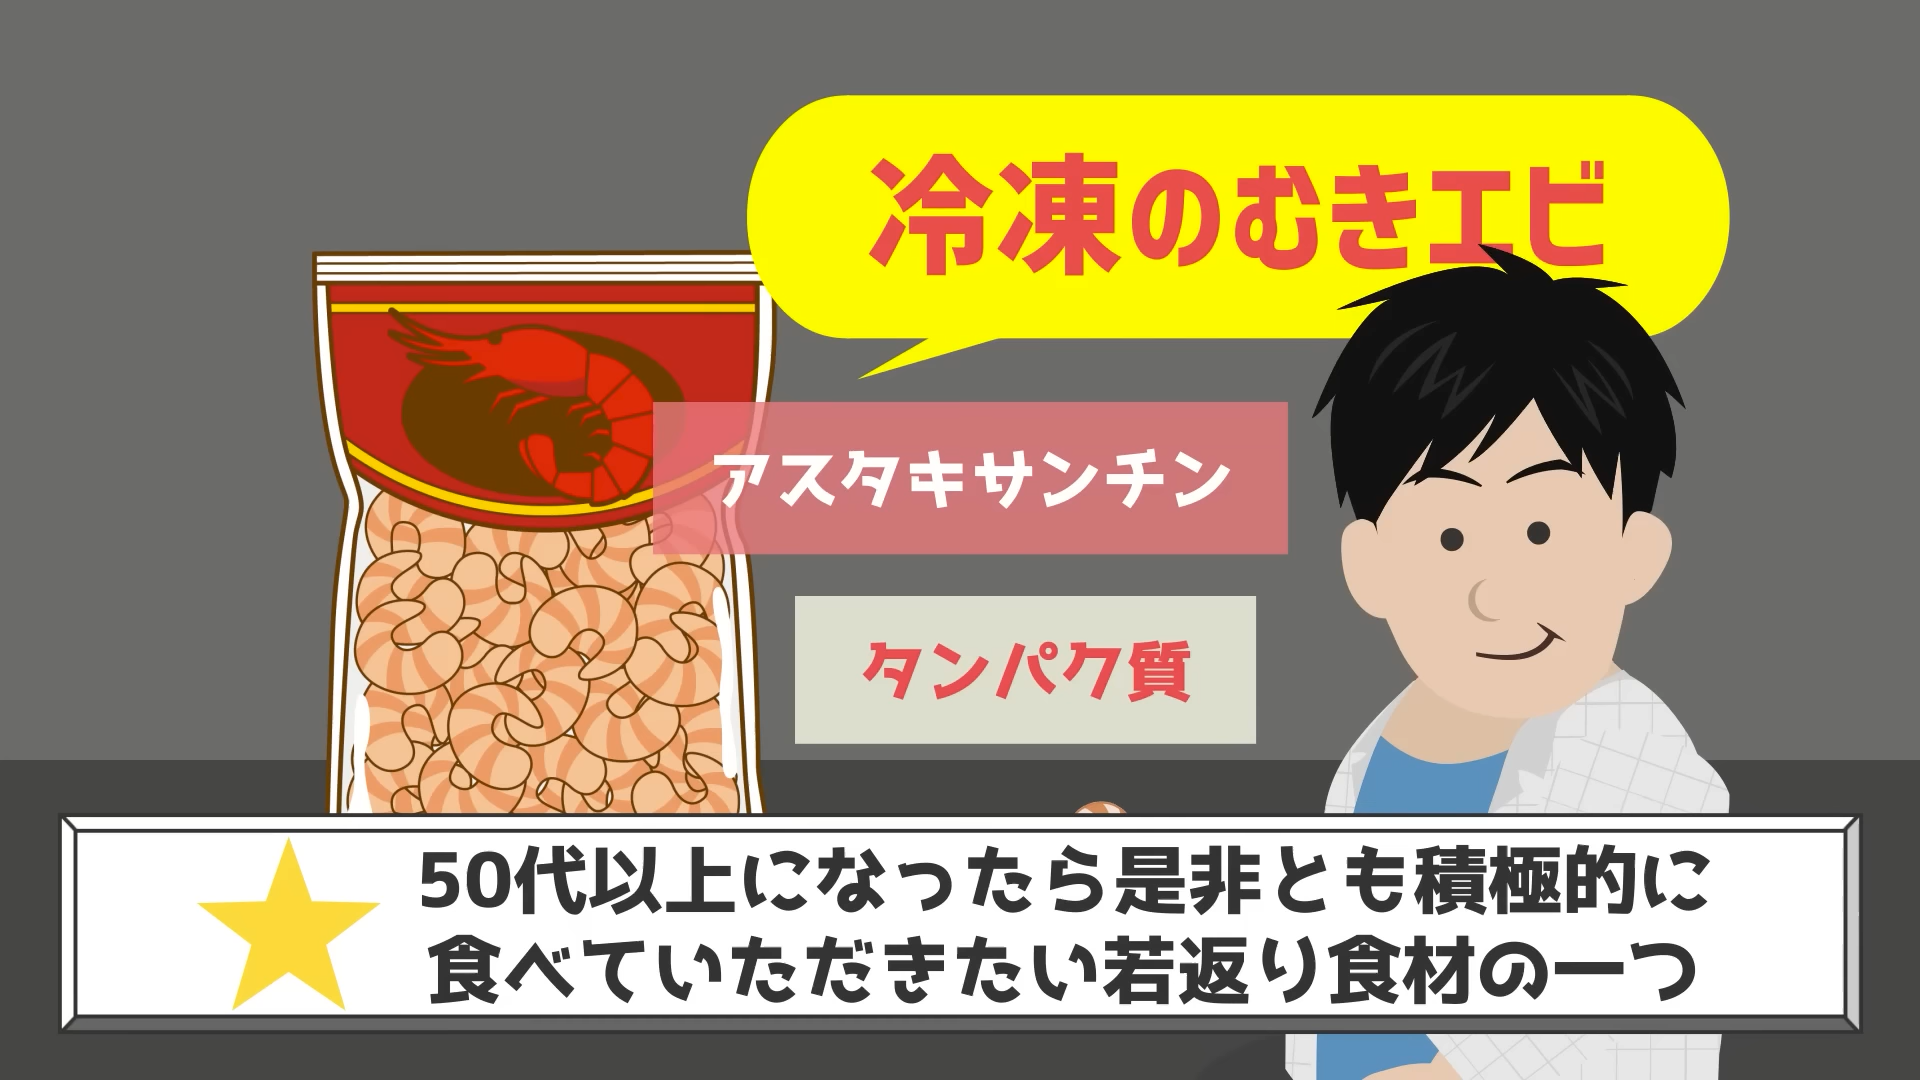 冷凍のむきエビ
アスタキサンチン
タンパク質
50代以上になったら是非とも積極的に
食べていただきたい若返り食材の一つ